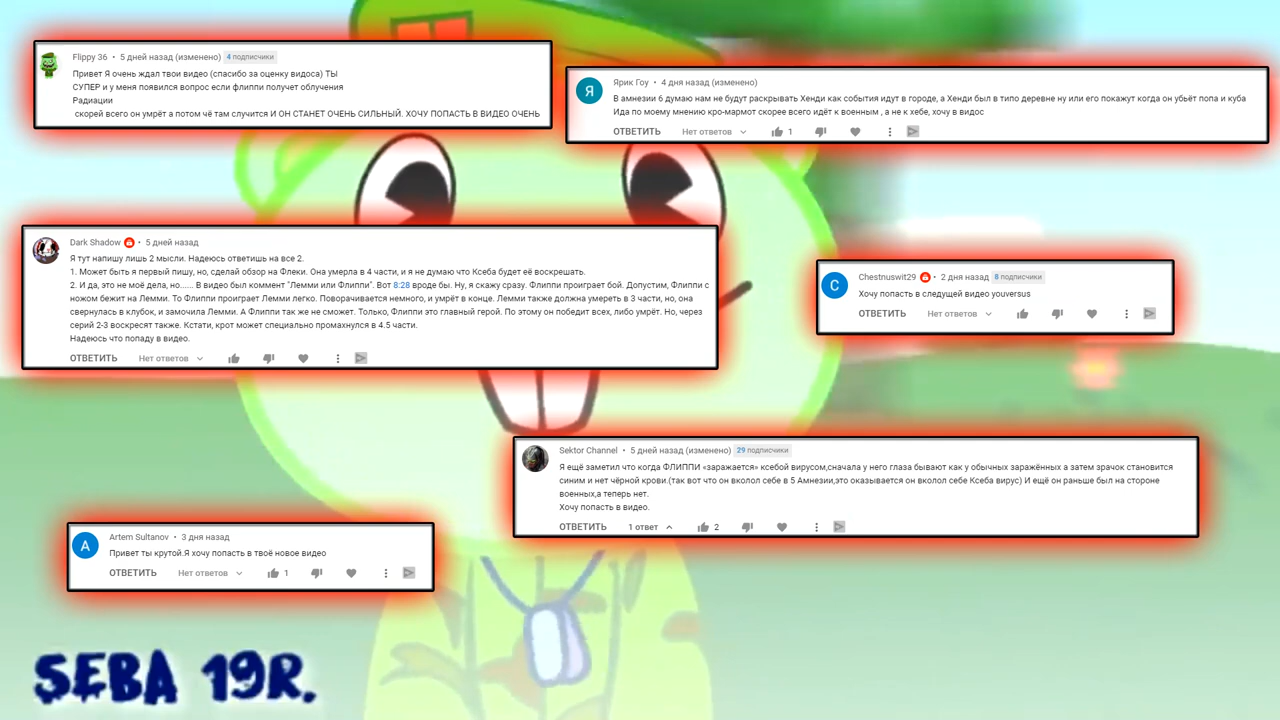 Flippy 36 • 5 дней назад (изменено) 4 подписчики
Привет Я очень ждал твои видео (спасибо за оценку видоса) ТЫ
СУПЕР и у меня появился вопрос если флиппи получет облучения
Радиации
скорей всего он умрёт а потом чё там случится И ОН СТАНЕТ ОЧЕНЬ СИЛЬНЫЙ. ХОЧУ ПОПАСТЬ В ВИДЕО ОЧЕНЬ
Я
Ярик Гоу • 4 дня назад (изменено)
В амнезии 6 думаю нам не будут раскрывать Хенди как события идут в городе, а Хенди был в типо деревне ну или его покажут когда он убьёт попа и куба
Ида по моему мнению кро-мармот скорее всего идёт к военным , а не к хебе, хочу в видос
ОТВЕТИТЬ Нет ответов 1
Dark Shadow • 5 дней назад
Я тут напишу лишь 2 мысли. Надеюсь ответишь на все 2.
1. Может быть я первый пишу, но, сделай обзор на Флеки. Она умерла в 4 части, и я не думаю что Ксеба будет её воскрешать.
2. И да, это не моё дела, но...... В видео был коммент "Лемми или Флиппи". Вот 8:28 вроде бы. Ну, я скажу сразу. Флиппи проиграет бой. Допустим, Флиппи с
ножом бежит на Лемми. То Флиппи проиграет Лемми легко. Поворачивается немного, и умрёт в конце. Лемми также должна умереть в 3 части, но, она
свернулась в клубок, и замочила Лемми. А Флиппи так же не сможет. Только, Флиппи это главный герой. По этому он победит всех, либо умрёт. Но, через
серий 2-3 воскресят также. Кстати, крот может специально промахнулся в 4.5 части.
Надеюсь что попаду в видео.
ОТВЕТИТЬ Нет ответов
C
Chestnuswit29 • 2 дня назад 8 подписчики
Хочу попасть в следущей видео youversus
ОТВЕТИТЬ Нет ответов
Sektor Channel • 5 дней назад (изменено) 29 подписчики
Я ещё заметил что когда ФЛИППИ «заражается» ксебой вирусом,сначала у него глаза бывают как у обычных заражённых а затем зрачок становится
синим и нет чёрной крови.(так вот что он вколол себе в 5 Амнезии,это оказывается он вколол себе Ксеба вирус) И ещё он раньше был на стороне
военных,а теперь нет.
Хочу попасть в видео.
ОТВЕТИТЬ 1 ответ 2
A
Artem Sultanov • 3 дня назад
Привет ты крутой.Я хочу попасть в твоё новое видео
ОТВЕТИТЬ Нет ответов 1
SEBA 19R.